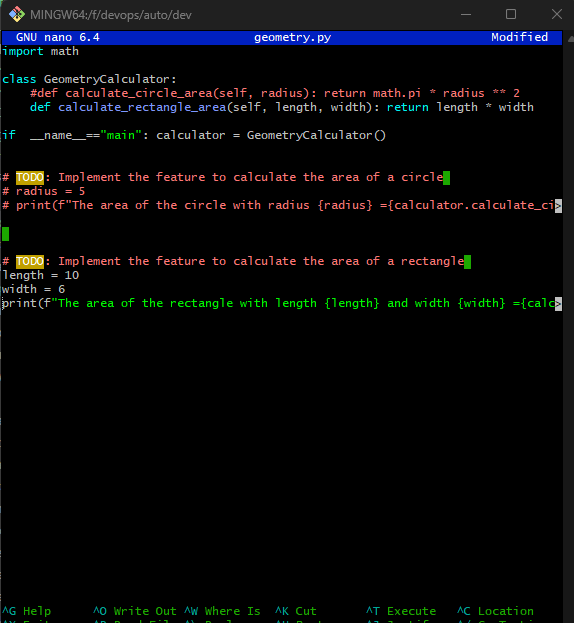 MINGW64:/f/devops/auto/dev
GNU nano 6.4 geometry.py Modified
import math
class GeometryCalculator:
    #def calculate_circle_area(self, radius): return math.pi * radius ** 2
    def calculate_rectangle_area(self, length, width): return length * width
if  __name__=="main": calculator = GeometryCalculator()
# TODO: Implement the feature to calculate the area of a circle
# radius = 5
# print(f"The area of the circle with radius {radius} ={calculator.calculate_ci>
# TODO: Implement the feature to calculate the area of a rectangle
length = 10
width = 6
print(f"The area of the rectangle with length {length} and width {width} ={calc>
^G Help ^O Write Out ^W Where Is ^K Cut ^T Execute ^C Location